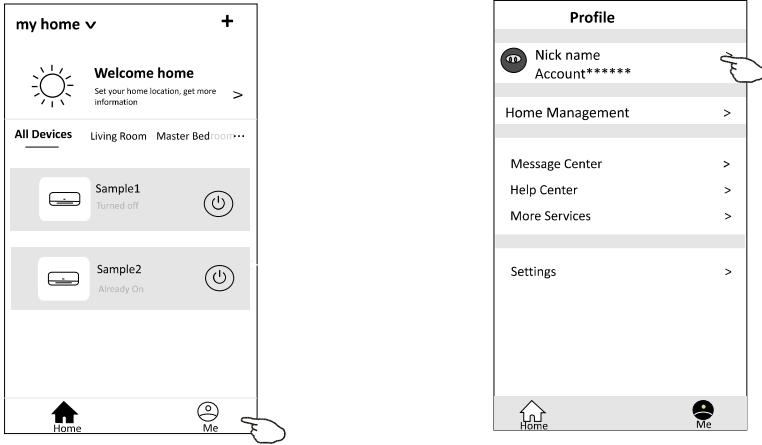 my home
+
Welcome home
Set your home location, get more
information
>
All Devices Living Room Master Bedroom...
Sample1
Turned off
Sample2
Already On
Home Me
Profile
Nick name
Account******
>
Home Management >
Message Center >
Help Center >
More Services >
Settings >
Home Me